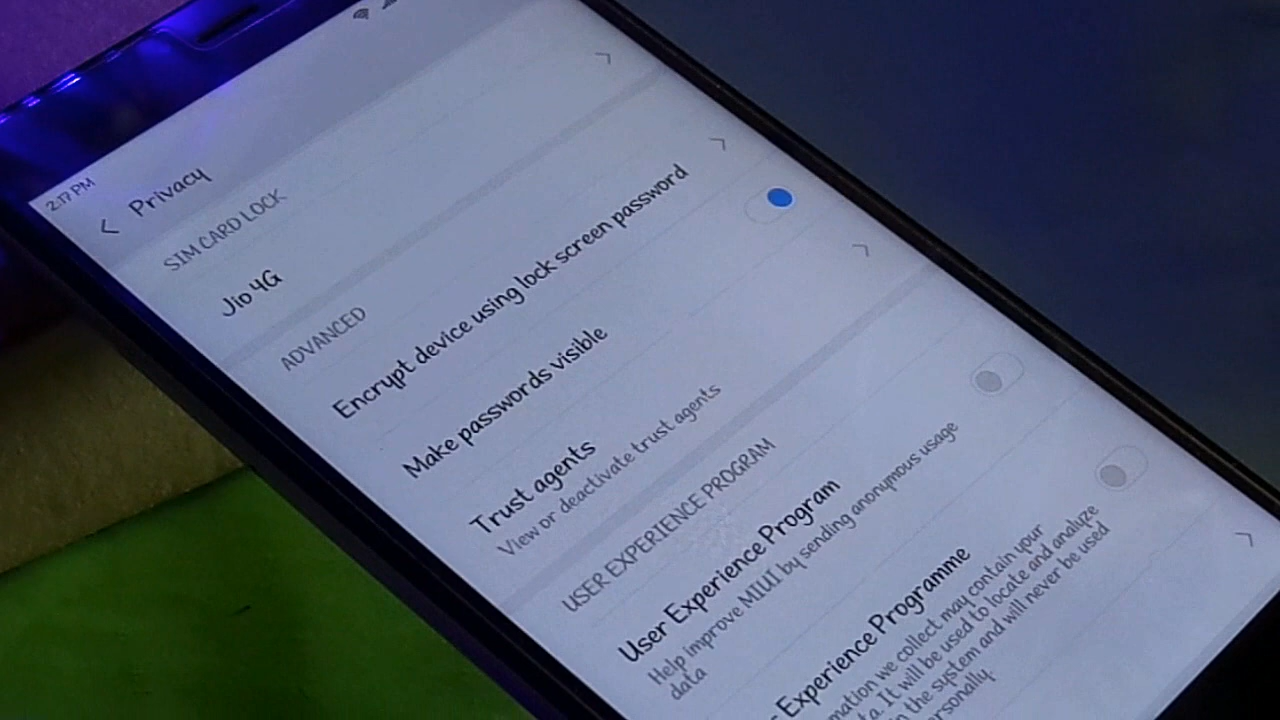 2:17 PM
Privacy
SIM CARD LOCK
Jio 4G
ADVANCED
Encrypt device using lock screen password
Make passwords visible
Trust agents
View or deactivate trust agents
USER EXPERIENCE PROGRAM
User Experience Program
Help improve MIUI by sending anonymous usage
data
Experience Programme
we collect may contain your
It will be used to locate and analyze
the system and will never be used